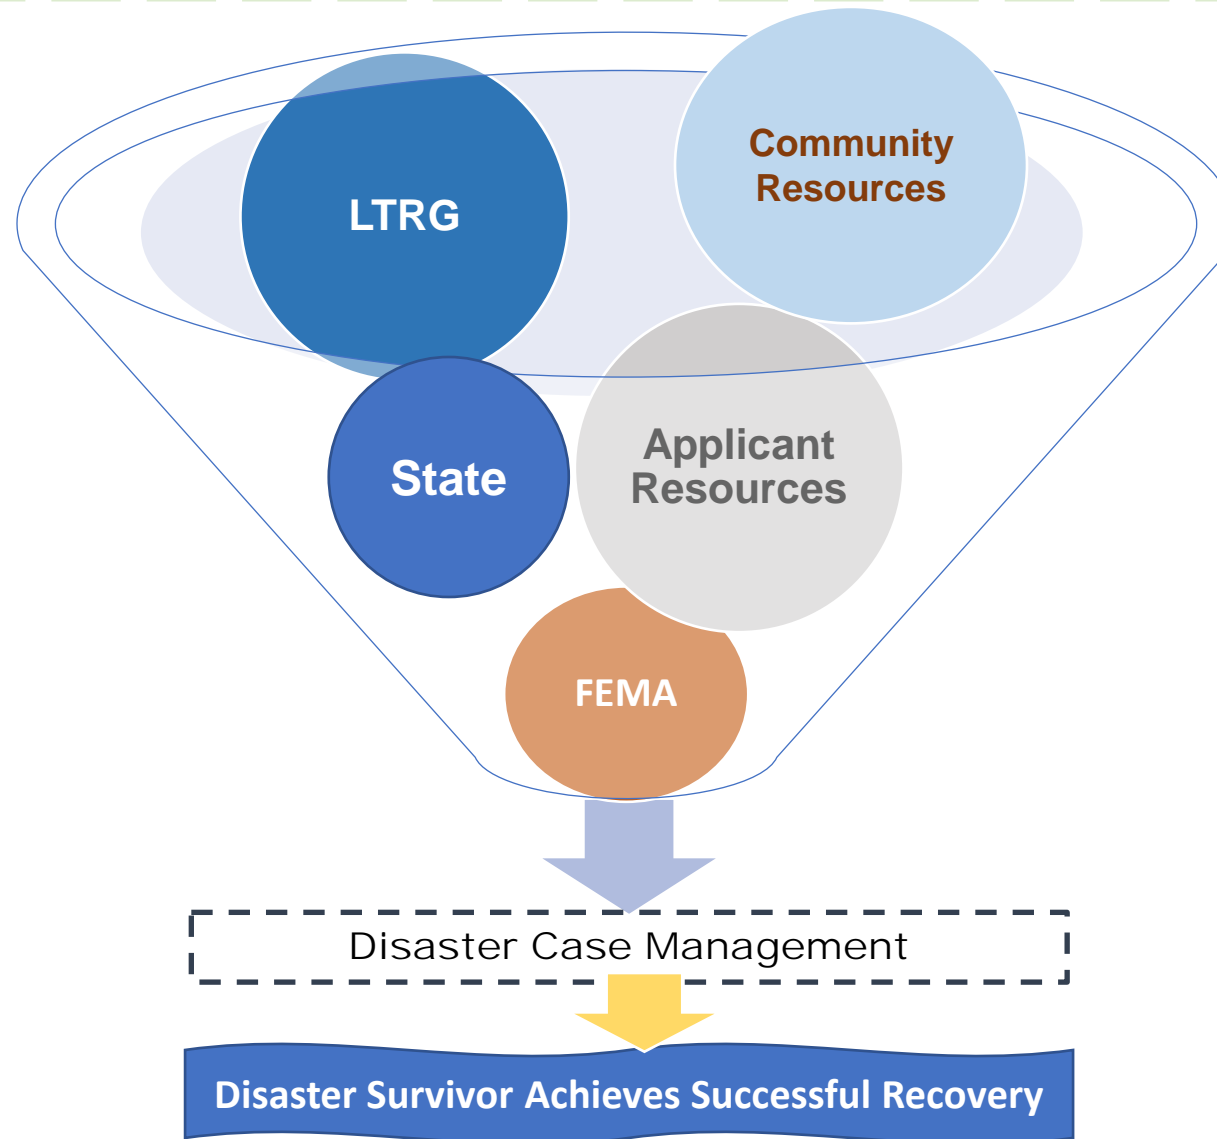 Community
Resources
LTRG
Applicant
Resources
State
FEMA
Disaster Case Management
Disaster Survivor Achieves Successful Recovery